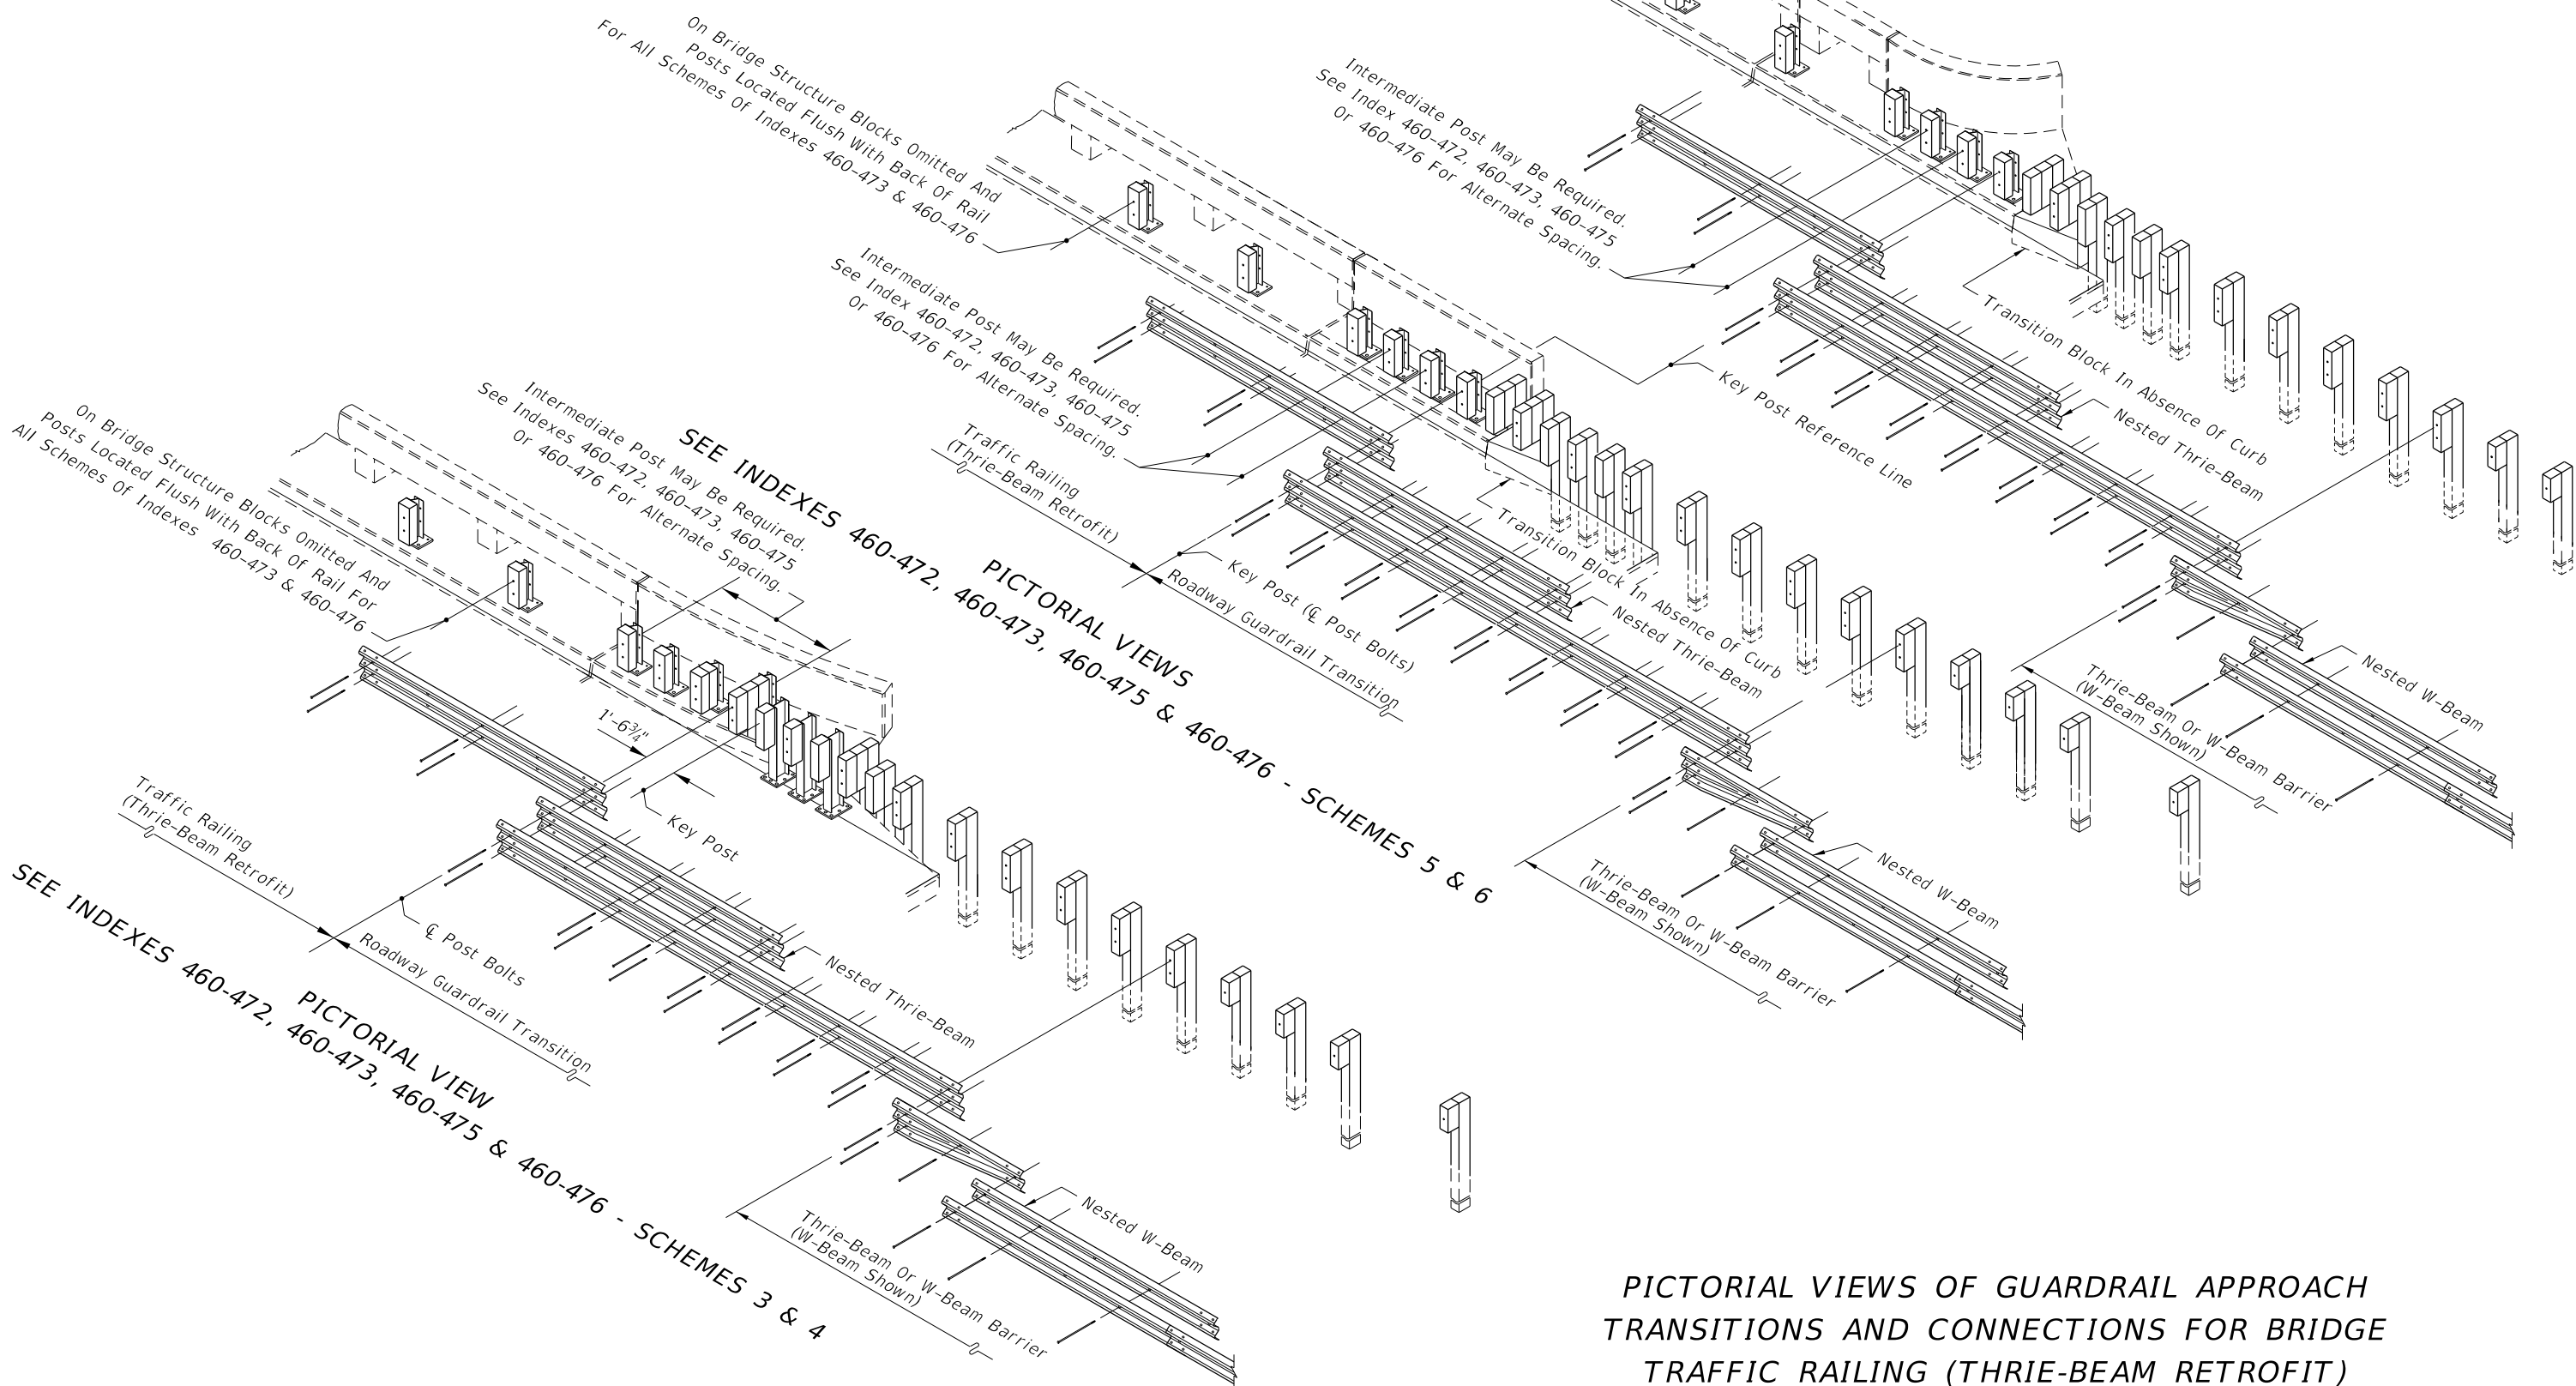 On Bridge Structure Blocks Omitted And
Posts Located Flush With Back Of Rail
For All Schemes Of Indexes 460-473 & 460-476
Intermediate Post May Be Required.
See Index 460-472, 460-473, 460-475
Or 460-476 For Alternate Spacing.
Transition Block In Absence Of Curb
Nested Thrie-Beam
Key Post Reference Line
Thrie-Beam Or W-Beam Barrier
(W-Beam Shown)
Nested W-Beam
Intermediate Post May Be Required.
See Index 460-472, 460-473, 460-475
Or 460-476 For Alternate Spacing.
Traffic Railing
(Thrie-Beam Retrofit)
Key Post (℄ Post Bolts)
Roadway Guardrail Transition
Transition Block In Absence Of Curb
Nested Thrie-Beam
Thrie-Beam Or W-Beam Barrier
(W-Beam Shown)
Nested W-Beam
PICTORIAL VIEWS
SEE INDEXES 460-472, 460-473, 460-475 & 460-476 - SCHEMES 5 & 6
On Bridge Structure Blocks Omitted And
Posts Located Flush With Back Of Rail For
All Schemes Of Indexes 460-473 & 460-476
Intermediate Post May Be Required.
See Indexes 460-472, 460-473, 460-475
Or 460-476 For Alternate Spacing.
1'-6¾"
Key Post
Traffic Railing
(Thrie-Beam Retrofit)
℄ Post Bolts
Roadway Guardrail Transition
Nested Thrie-Beam
Thrie-Beam Or W-Beam Barrier
(W-Beam Shown)
Nested W-Beam
PICTORIAL VIEW
SEE INDEXES 460-472, 460-473, 460-475 & 460-476 - SCHEMES 3 & 4
PICTORIAL VIEWS OF GUARDRAIL APPROACH
TRANSITIONS AND CONNECTIONS FOR BRIDGE
TRAFFIC RAILING (THRIE-BEAM RETROFIT)